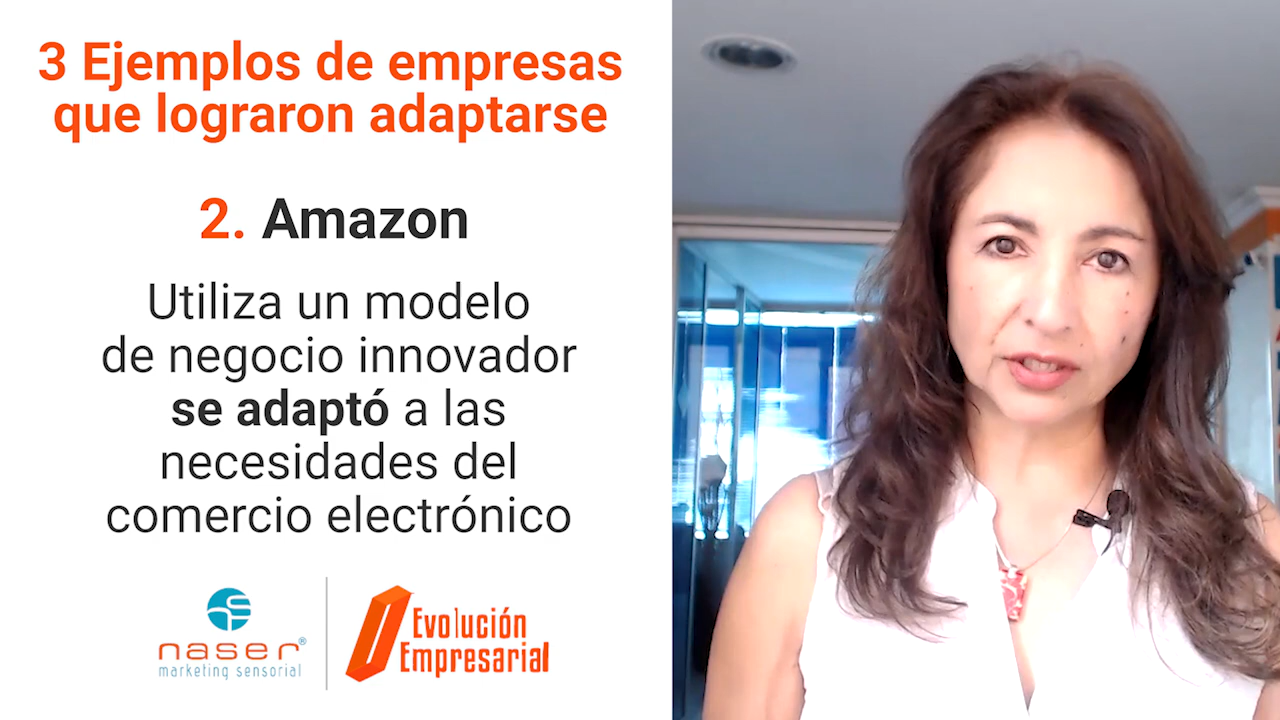 3 Ejemplos de empresas
que lograron adaptarse
2. Amazon
Utiliza un modelo
de negocio innovador
se adaptó a las
necesidades del
comercio electrónico
naser®
marketing sensorial
Evolución
Empresarial